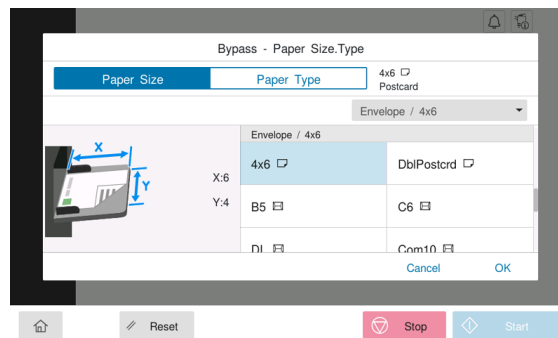 Bypass - Paper Size.Type
Paper Size
Paper Type
4x6
Postcard
Envelope / 4x6
Envelope / 4x6
4x6
DblPostcrd
X
Y
X:6
Y:4
B5
C6
DL
Com10
Cancel
OK
Reset
Stop
Start